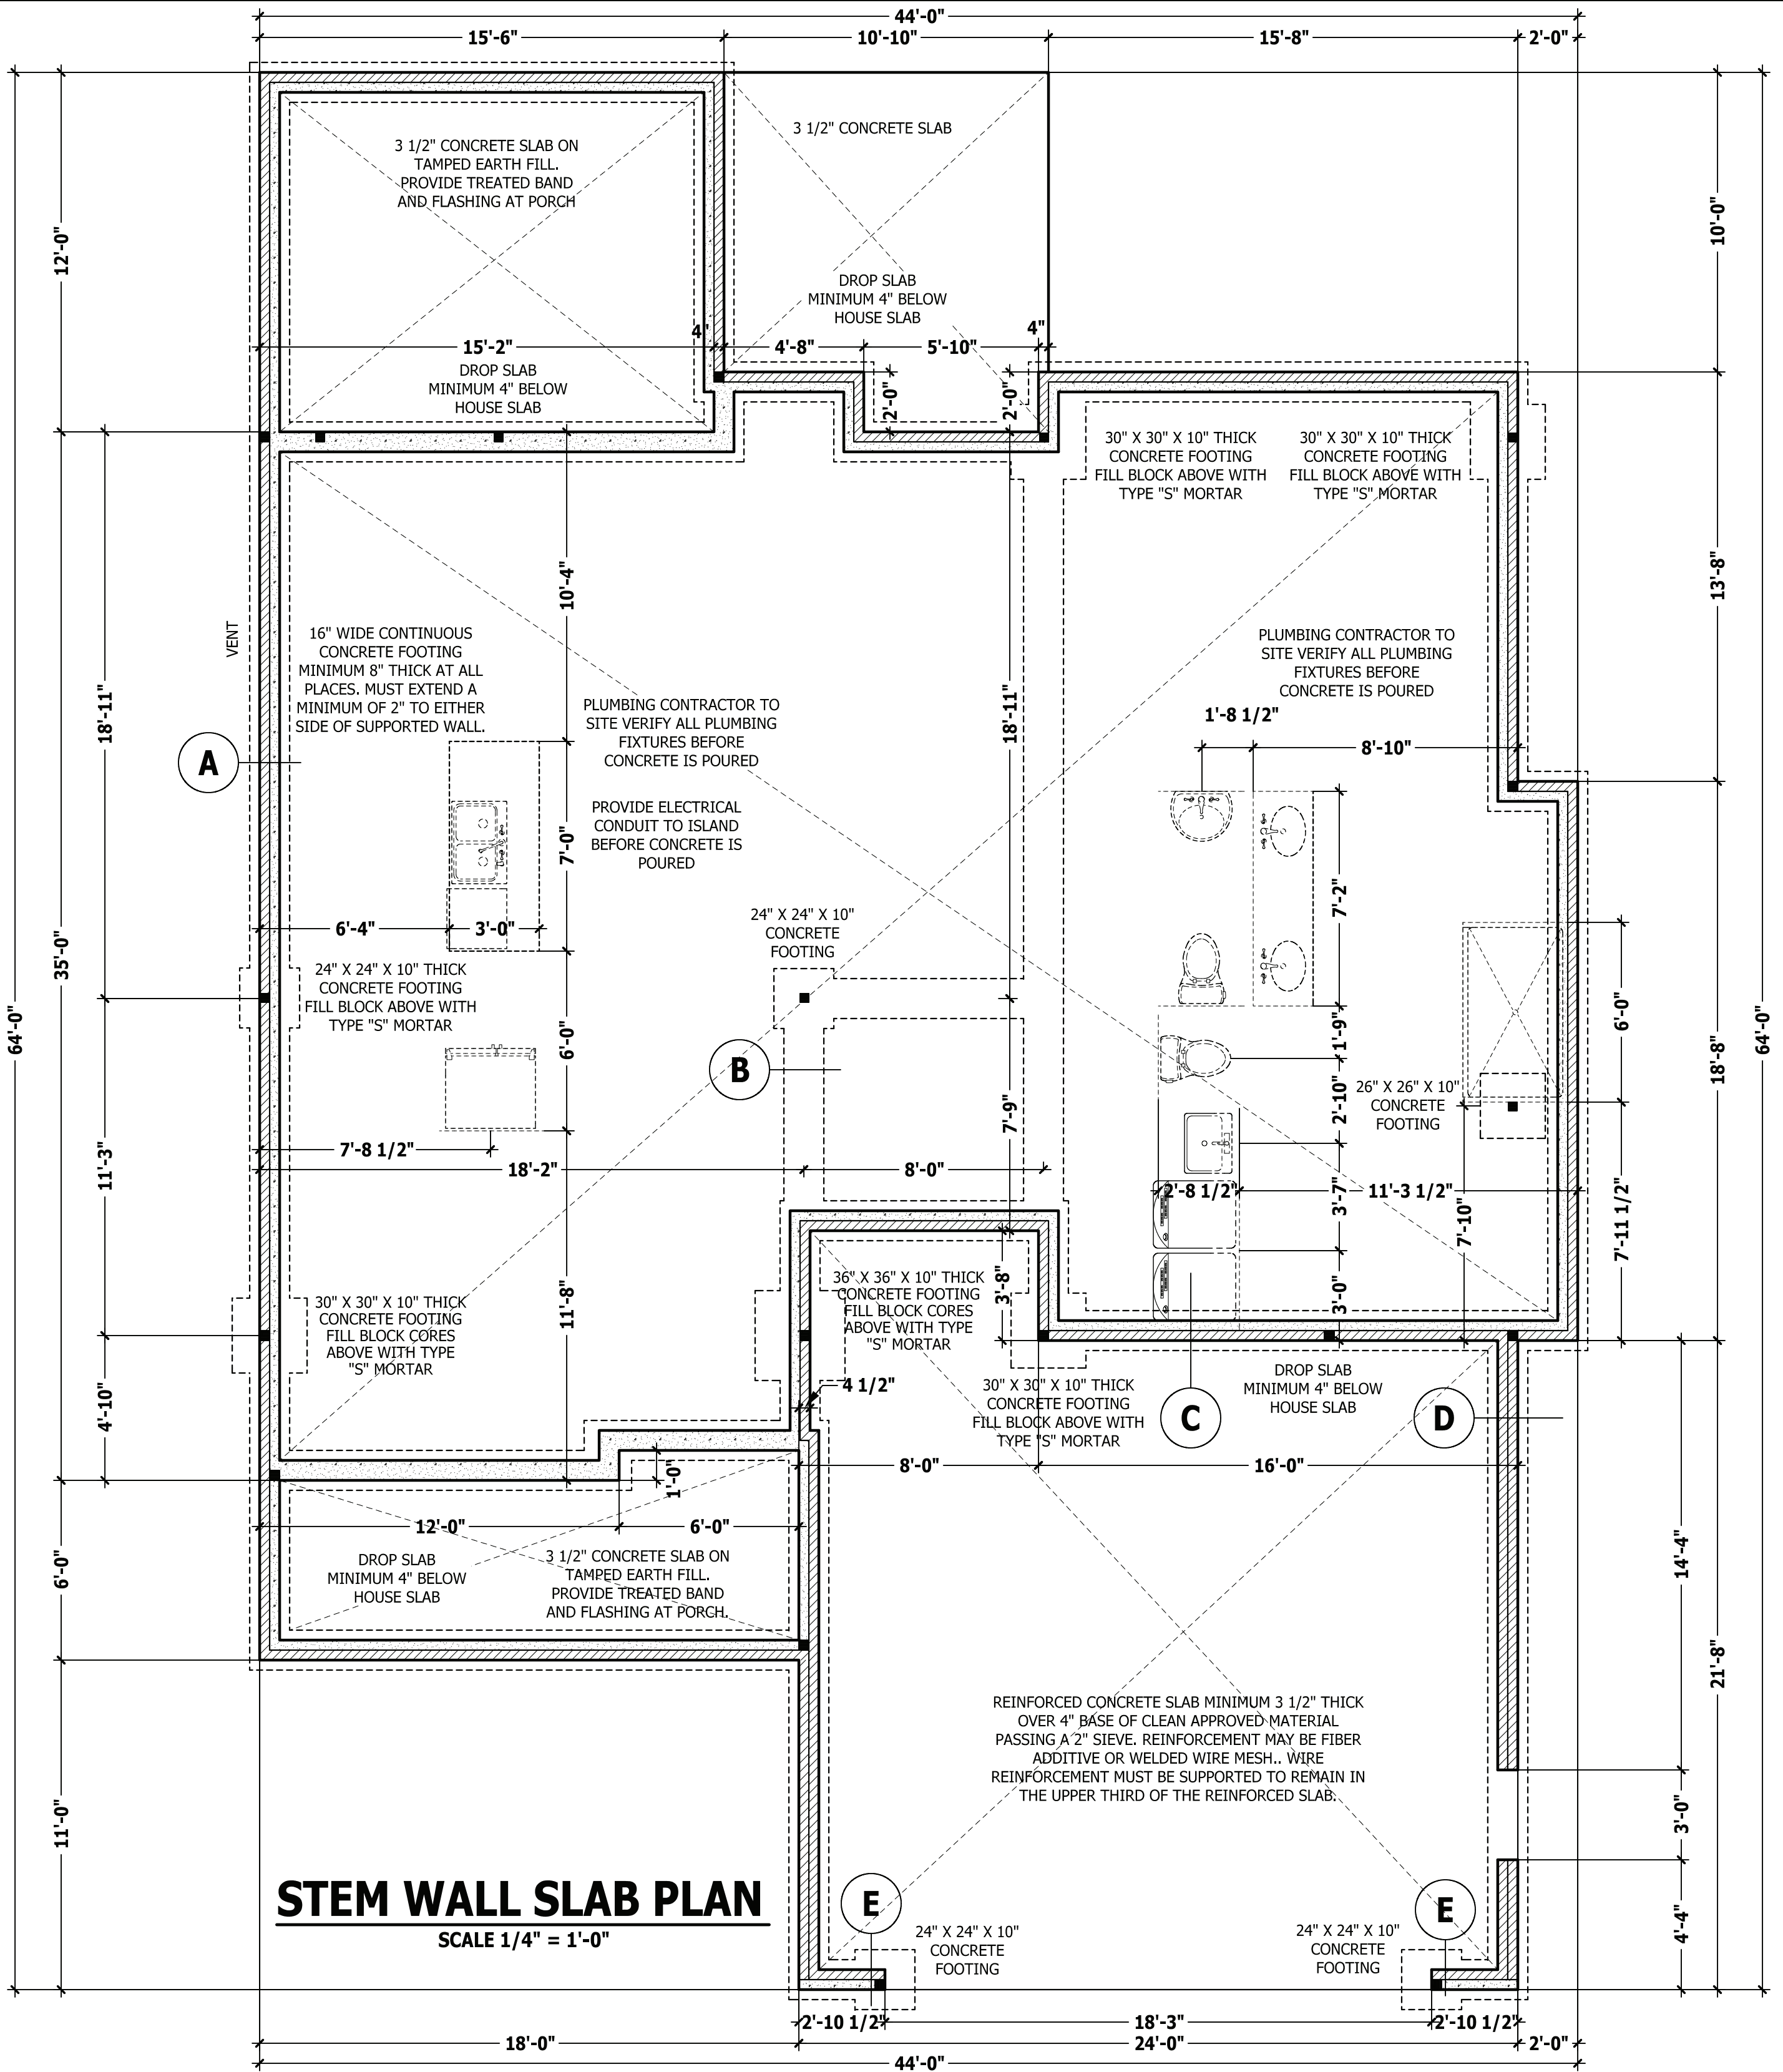 44'-0"
15'-6"
10'-10"
15'-8"
2'-0"
3 1/2" CONCRETE SLAB ON
TAMPED EARTH FILL.
PROVIDE TREATED BAND
AND FLASHING AT PORCH
3 1/2" CONCRETE SLAB
12'-0"
10'-0"
DROP SLAB
MINIMUM 4" BELOW
HOUSE SLAB
4"
4"
15'-2"
4'-8"
5'-10"
DROP SLAB
MINIMUM 4" BELOW
HOUSE SLAB
2'-0"
2'-0"
30" X 30" X 10" THICK
CONCRETE FOOTING
FILL BLOCK ABOVE WITH
TYPE "S" MORTAR
30" X 30" X 10" THICK
CONCRETE FOOTING
FILL BLOCK ABOVE WITH
TYPE "S" MORTAR
10'-4"
13'-8"
VENT
16" WIDE CONTINUOUS
CONCRETE FOOTING
MINIMUM 8" THICK AT ALL
PLACES. MUST EXTEND A
MINIMUM OF 2" TO EITHER
SIDE OF SUPPORTED WALL.
PLUMBING CONTRACTOR TO
SITE VERIFY ALL PLUMBING
FIXTURES BEFORE
CONCRETE IS POURED
18'-11"
18'-11"
PLUMBING CONTRACTOR TO
SITE VERIFY ALL PLUMBING
FIXTURES BEFORE
CONCRETE IS POURED
1'-8 1/2"
8'-10"
A
PROVIDE ELECTRICAL
CONDUIT TO ISLAND
BEFORE CONCRETE IS
POURED
7'-0"
7'-2"
6'-4"
3'-0"
24" X 24" X 10"
CONCRETE
FOOTING
35'-0"
24" X 24" X 10" THICK
CONCRETE FOOTING
FILL BLOCK ABOVE WITH
TYPE "S" MORTAR
64'-0"
6'-0"
1'-9"
6'-0"
18'-8"
64'-0"
B
26" X 26" X 10"
CONCRETE
FOOTING
2'-10"
7'-9"
7'-8 1/2"
11'-3"
18'-2"
8'-0"
2'-8 1/2"
3'-7"
11'-3 1/2"
7'-10"
7'-11 1/2"
30" X 30" X 10" THICK
CONCRETE FOOTING
FILL BLOCK CORES
ABOVE WITH TYPE
"S" MORTAR
11'-8"
36" X 36" X 10" THICK
CONCRETE FOOTING
FILL BLOCK CORES
ABOVE WITH TYPE
"S" MORTAR
3'-8"
3'-0"
4'-10"
4 1/2"
30" X 30" X 10" THICK
CONCRETE FOOTING
FILL BLOCK ABOVE WITH
TYPE "S" MORTAR
C
DROP SLAB
MINIMUM 4" BELOW
HOUSE SLAB
D
8'-0"
16'-0"
1'-0"
12'-0"
6'-0"
6'-0"
DROP SLAB
MINIMUM 4" BELOW
HOUSE SLAB
3 1/2" CONCRETE SLAB ON
TAMPED EARTH FILL.
PROVIDE TREATED BAND
AND FLASHING AT PORCH.
14'-4"
21'-8"
REINFORCED CONCRETE SLAB MINIMUM 3 1/2" THICK
OVER 4" BASE OF CLEAN APPROVED MATERIAL
PASSING A 2" SIEVE. REINFORCEMENT MAY BE FIBER
ADDITIVE OR WELDED WIRE MESH.. WIRE
REINFORCEMENT MUST BE SUPPORTED TO REMAIN IN
THE UPPER THIRD OF THE REINFORCED SLAB.
11'-0"
3'-0"
STEM WALL SLAB PLAN
SCALE 1/4" = 1'-0"
E
E
24" X 24" X 10"
CONCRETE
FOOTING
24" X 24" X 10"
CONCRETE
FOOTING
4'-4"
2'-10 1/2"
18'-3"
2'-10 1/2"
18'-0"
24'-0"
2'-0"
44'-0"